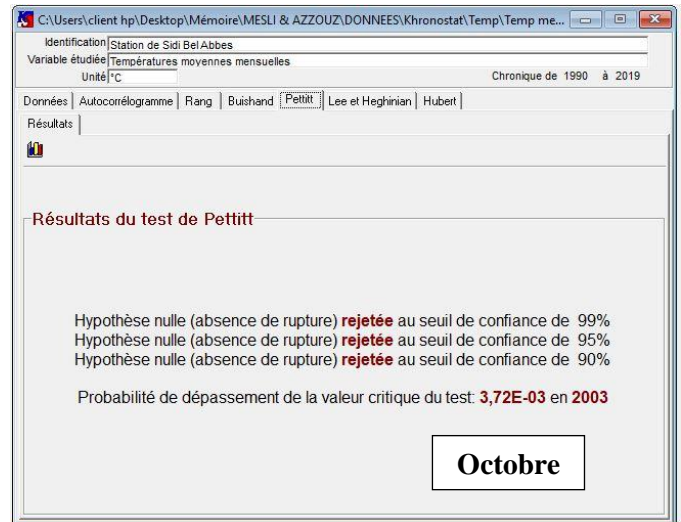 C:\Users\client hp\Desktop\Mémoire\MESLI & AZZOUZ\DONNEES\Khronostat\Temp\Temp me...
Identification Station de Sidi Bel Abbes
Variable étudiée Températures moyennes mensuelles
Unité °C Chronique de 1990 à 2019
Données Autocorrélogramme Rang Buishand Pettitt Lee et Heghinian Hubert
Résultats
Résultats du test de Pettitt
Hypothèse nulle (absence de rupture) rejetée au seuil de confiance de 99%
Hypothèse nulle (absence de rupture) rejetée au seuil de confiance de 95%
Hypothèse nulle (absence de rupture) rejetée au seuil de confiance de 90%
Probabilité de dépassement de la valeur critique du test: 3,72E-03 en 2003
Octobre